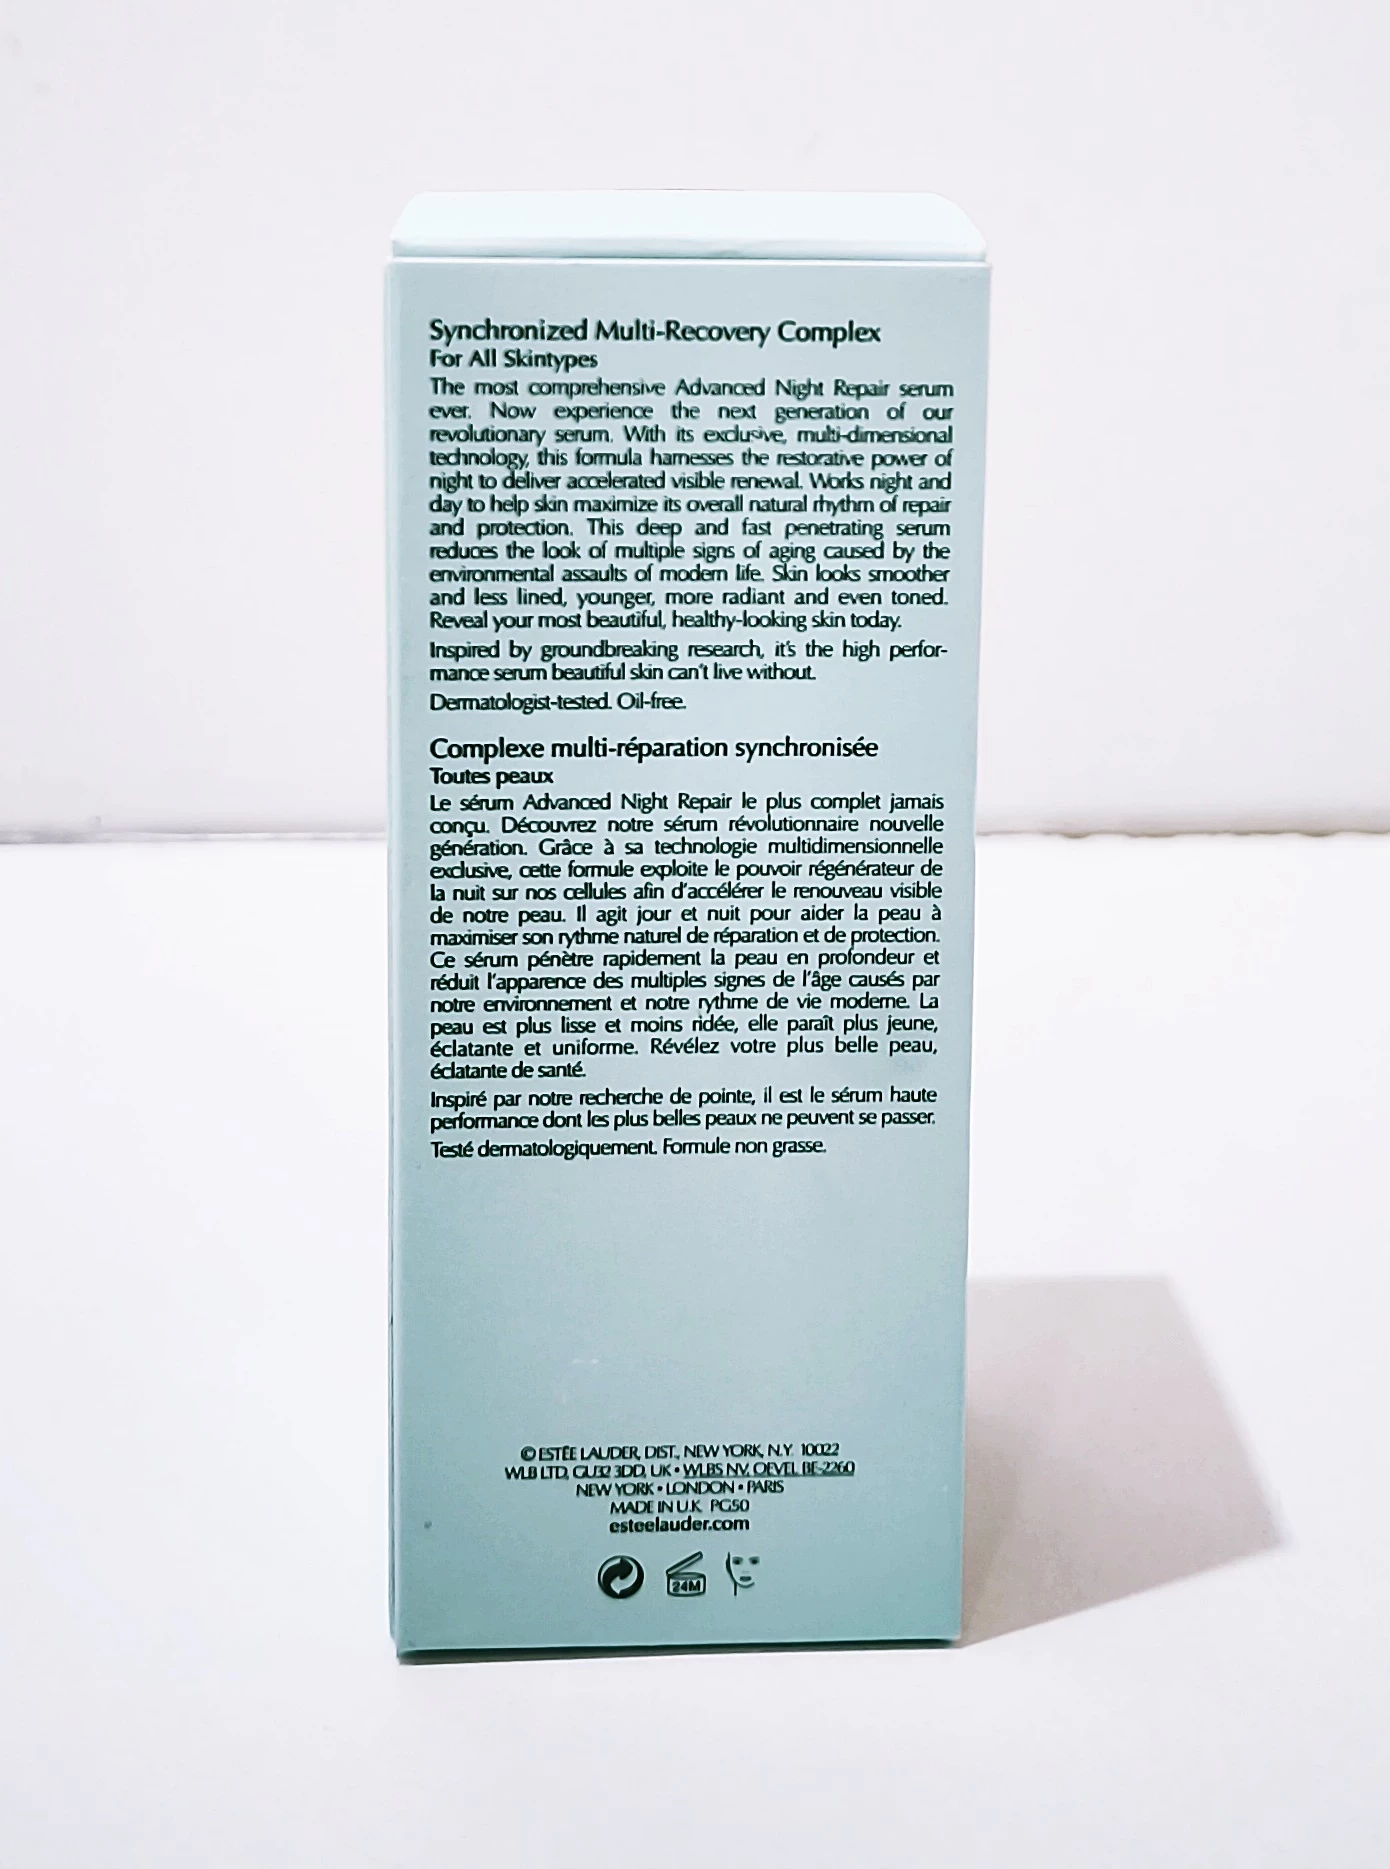 Synchronized Multi-Recovery Complex
For All Skintypes
The most comprehensive Advanced Night Repair serum
ever. Now experience the next generation of our
revolutionary serum. With its exclusive, multi-dimensional
technology, this formula harnesses the restorative power of
night to deliver accelerated visible renewal. Works night and
day to help skin maximize its overall natural rhythm of repair
and protection. This deep and fast penetrating serum
reduces the look of multiple signs of aging caused by the
environmental assaults of modern life. Skin looks smoother
and less lined, younger, more radiant and even toned.
Reveal your most beautiful, healthy-looking skin today.
Inspired by groundbreaking research, it's the high perfor-
mance serum beautiful skin can't live without.
Dermatologist-tested. Oil-free.
Complexe multi-réparation synchronisée
Toutes peaux
Le sérum Advanced Night Repair le plus complet jamais
conçu. Découvrez notre sérum révolutionnaire nouvelle
génération. Grâce à sa technologie multidimensionnelle
exclusive, cette formule exploite le pouvoir régénérateur de
la nuit sur nos cellules afin d'accélérer le renouveau visible
de notre peau. Il agit jour et nuit pour aider la peau à
maximiser son rythme naturel de réparation et de protection.
Ce sérum pénètre rapidement la peau en profondeur et
réduit l'apparence des multiples signes de l'âge causés par
notre environnement et notre rythme de vie moderne. La
peau est plus lisse et moins ridée, elle paraît plus jeune,
éclatante et uniforme. Révélez votre plus belle peau,
éclatante de santé.
Inspiré par notre recherche de pointe, il est le sérum haute
performance dont les plus belles peaux ne peuvent se passer.
Testé dermatologiquement. Formule non grasse.
© ESTĒE LAUDER, DIST., NEW YORK, N.Y. 10022
WLB LTD, GU32 3DD, UK • WLBS NV, OEVEL BE-2260
NEW YORK • LONDON • PARIS
MADE IN U.K. PG50
esteelauder.com
24M